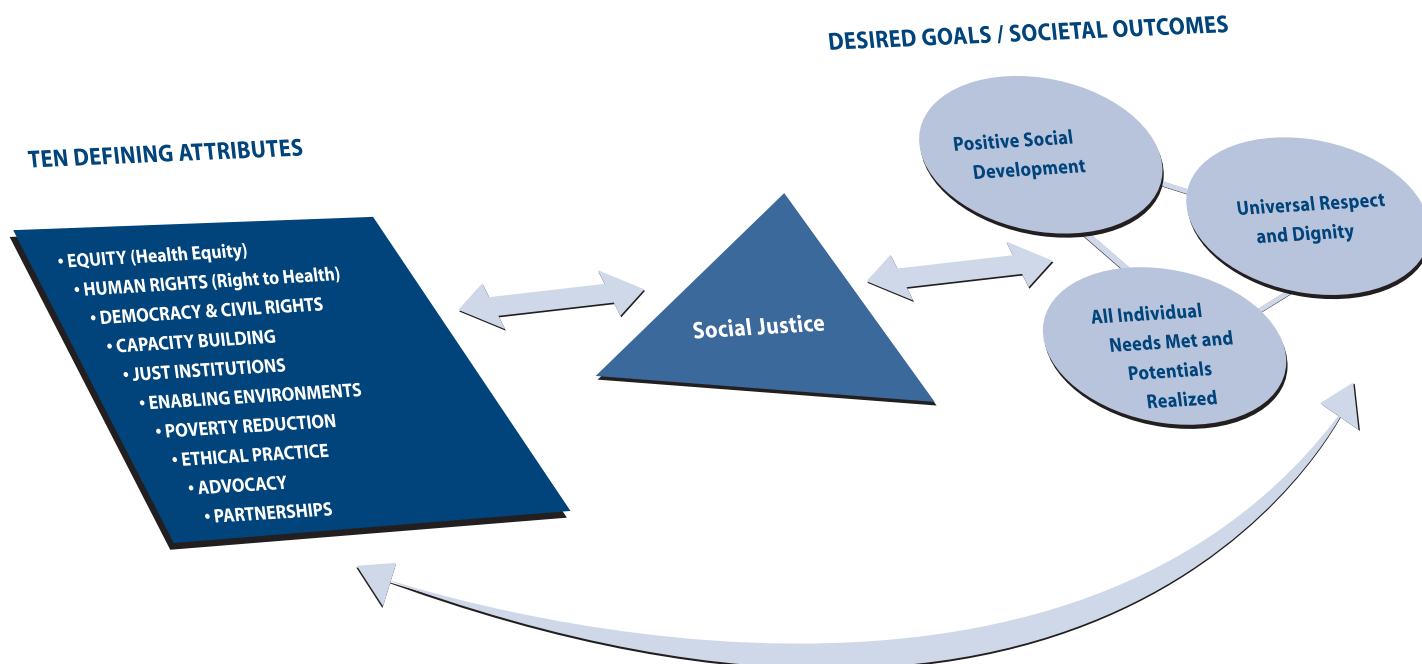 DESIRED GOALS / SOCIETAL OUTCOMES
TEN DEFINING ATTRIBUTES
• EQUITY (Health Equity)
• HUMAN RIGHTS (Right to Health)
• DEMOCRACY & CIVIL RIGHTS
• CAPACITY BUILDING
• JUST INSTITUTIONS
• ENABLING ENVIRONMENTS
• POVERTY REDUCTION
• ETHICAL PRACTICE
• ADVOCACY
• PARTNERSHIPS
Social Justice
Positive Social
Development
Universal Respect
and Dignity
All Individual
Needs Met and
Potentials
Realized